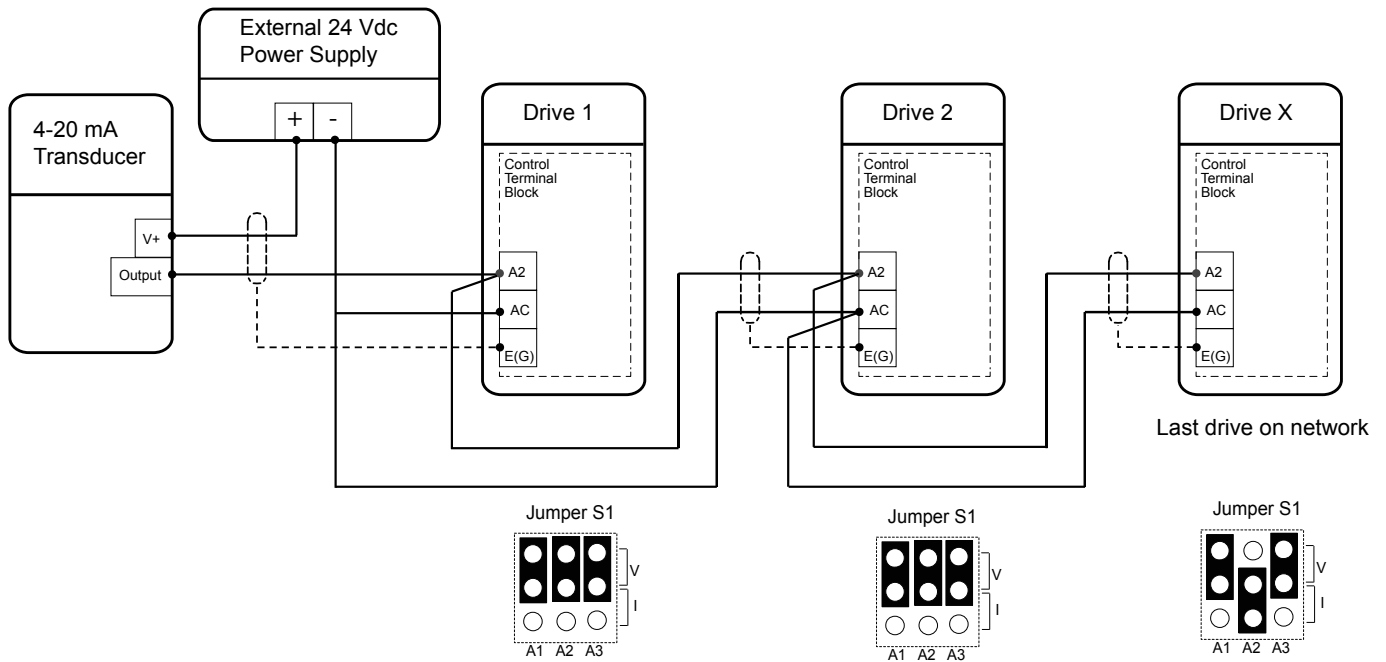 External 24 Vdc
Power Supply
+ -
4-20 mA
Transducer
V+
Output
Drive 1
Control
Terminal
Block
A2
AC
E(G)
Drive 2
Control
Terminal
Block
A2
AC
E(G)
Drive X
Control
Terminal
Block
A2
AC
E(G)
Last drive on network
Jumper S1
V
I
A1 A2 A3
Jumper S1
V
I
A1 A2 A3
Jumper S1
V
I
A1 A2 A3